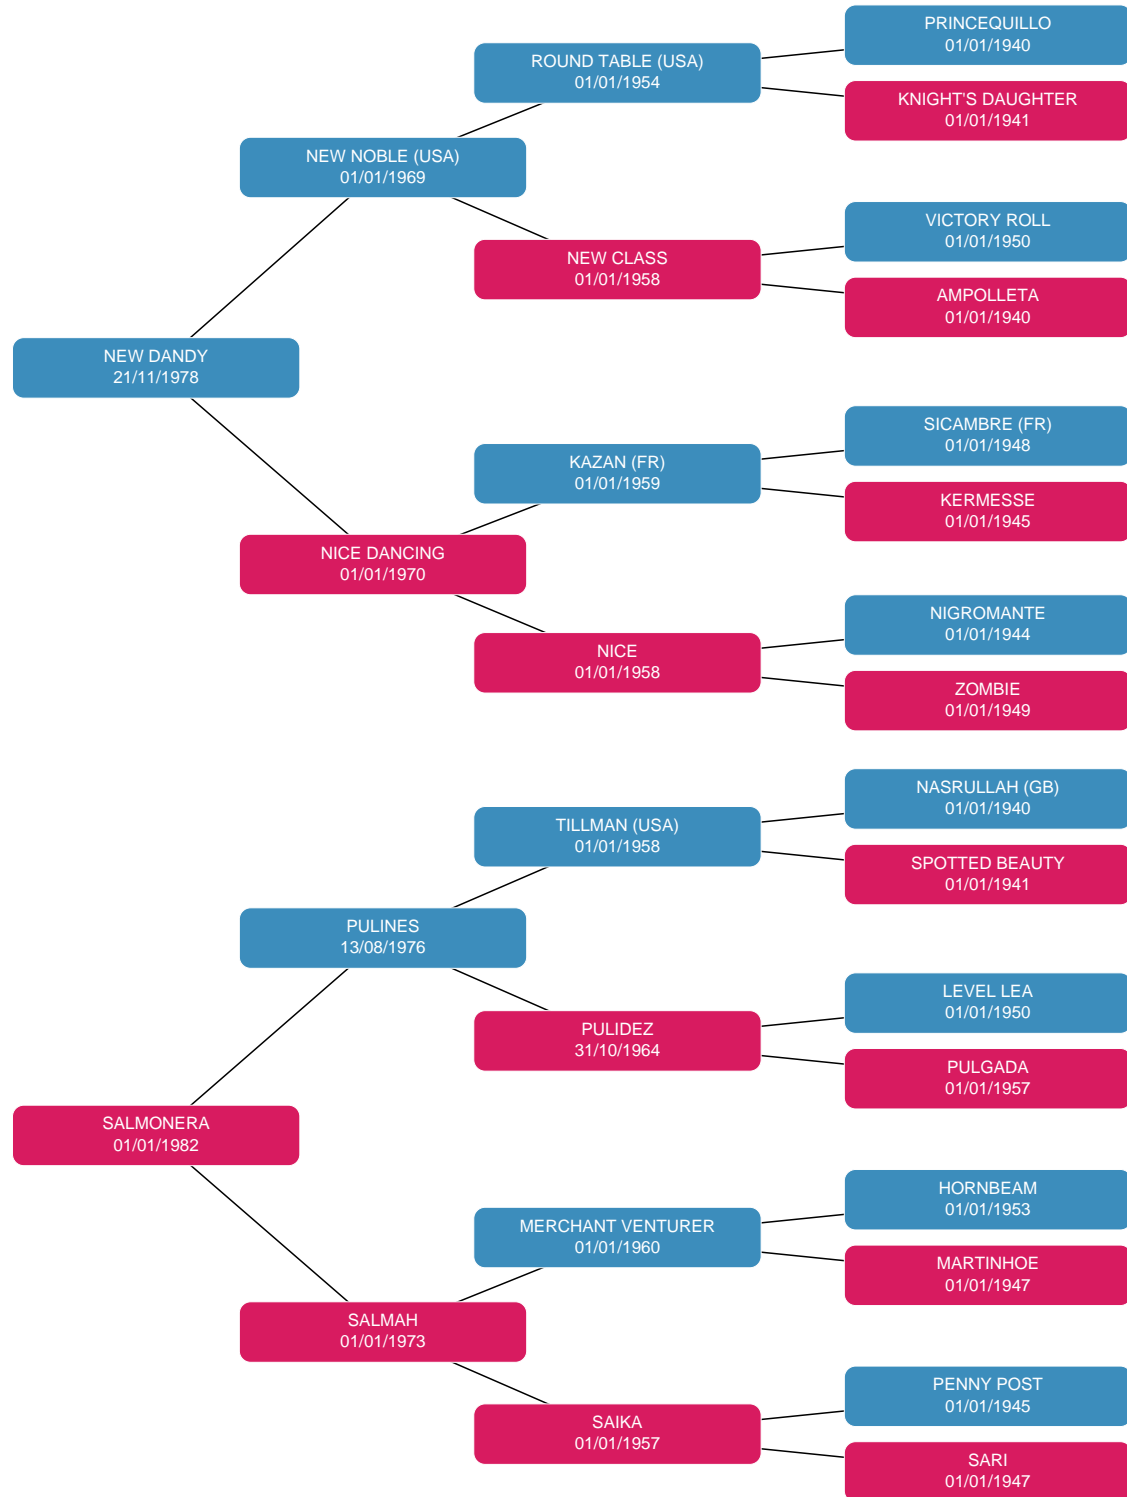 PRINCEQUILLO
01/01/1940
ROUND TABLE (USA)
01/01/1954
KNIGHT'S DAUGHTER
01/01/1941
NEW NOBLE (USA)
01/01/1969
VICTORY ROLL
01/01/1950
NEW CLASS
01/01/1958
AMPOLLETA
01/01/1940
NEW DANDY
21/11/1978
SICAMBRE (FR)
01/01/1948
KAZAN (FR)
01/01/1959
KERMESSE
01/01/1945
NICE DANCING
01/01/1970
NIGROMANTE
01/01/1944
NICE
01/01/1958
ZOMBIE
01/01/1949
NASRULLAH (GB)
01/01/1940
TILLMAN (USA)
01/01/1958
SPOTTED BEAUTY
01/01/1941
PULINES
13/08/1976
LEVEL LEA
01/01/1950
PULIDEZ
31/10/1964
PULGADA
01/01/1957
SALMONERA
01/01/1982
HORNBEAM
01/01/1953
MERCHANT VENTURER
01/01/1960
MARTINHOE
01/01/1947
SALMAH
01/01/1973
PENNY POST
01/01/1945
SAIKA
01/01/1957
SARI
01/01/1947